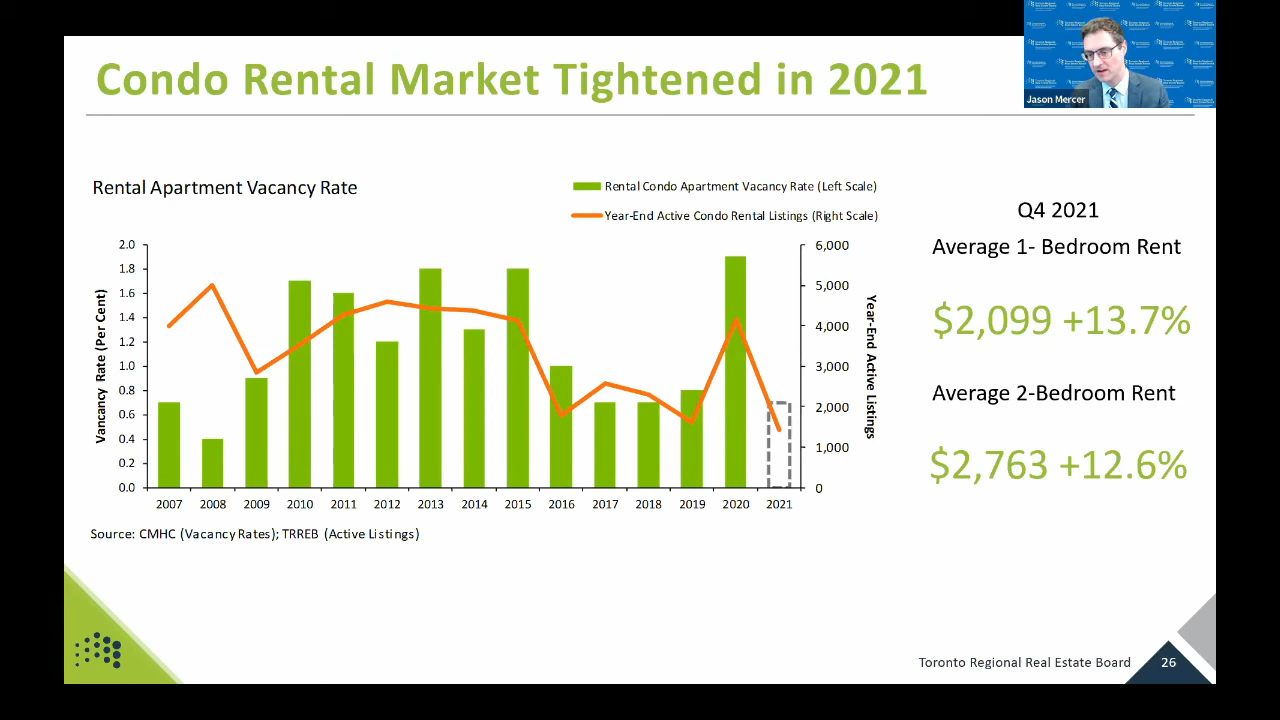 Condo Rental Market Tightened in 2021
Jason Mercer
Rental Apartment Vacancy Rate
Rental Condo Apartment Vacancy Rate (Left Scale)
Year-End Active Condo Rental Listings (Right Scale)
Vancancy Rate (Per Cent)
2.0
1.8
1.6
1.4
1.2
1.0
0.8
0.6
0.4
0.2
0.0
6,000
5,000
4,000
3,000
2,000
1,000
0
Year-End Active Listings
2007 2008 2009 2010 2011 2012 2013 2014 2015 2016 2017 2018 2019 2020 2021
Source: CMHC (Vacancy Rates); TRREB (Active Listings)
Q4 2021
Average 1- Bedroom Rent
$2,099 +13.7%
Average 2-Bedroom Rent
$2,763 +12.6%
Toronto Regional Real Estate Board 26